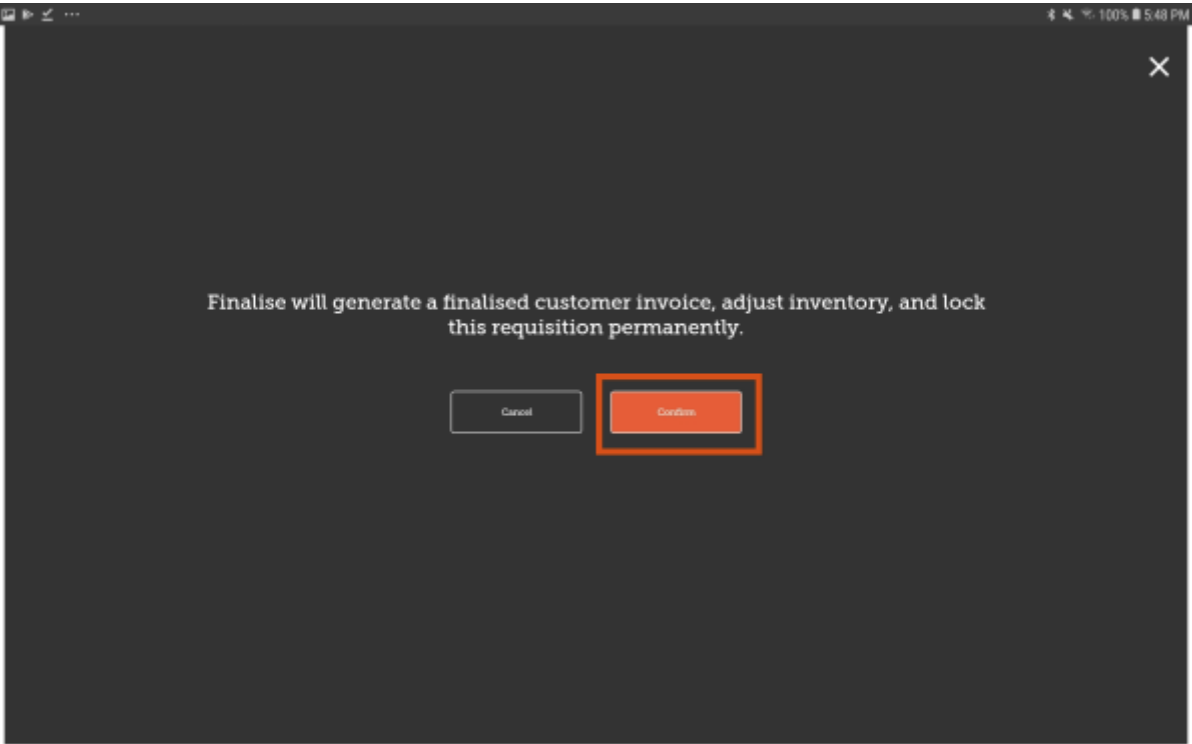 100% 5:48 PM
Finalise will generate a finalised customer invoice, adjust inventory, and lock
this requisition permanently.
Cancel
Confirm